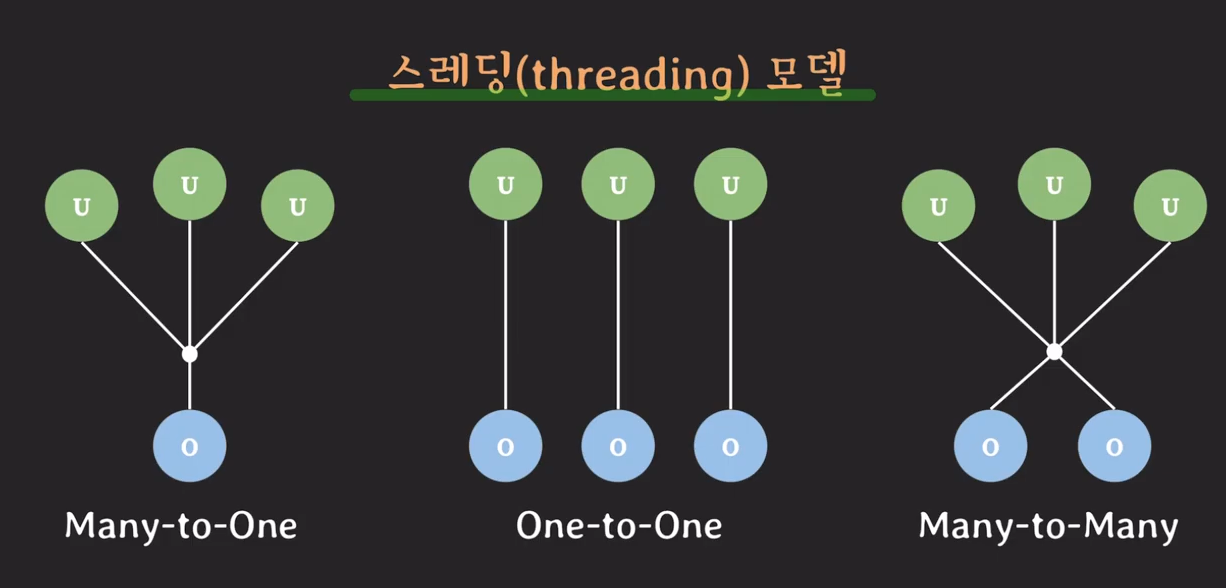 스레딩(threading) 모델
U U U U U U U U U
O O O O O O
Many-to-One One-to-One Many-to-Many